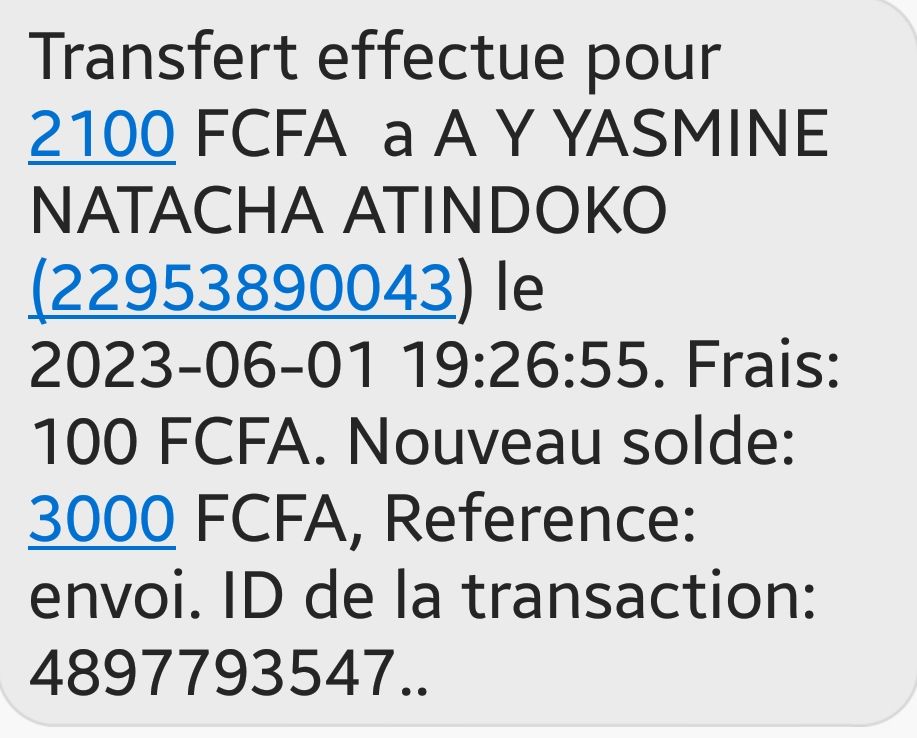 Transfert effectue pour
2100 FCFA  a A Y YASMINE
NATACHA ATINDOKO
(22953890043) le
2023-06-01 19:26:55. Frais:
100 FCFA. Nouveau solde:
3000 FCFA, Reference:
envoi. ID de la transaction:
4897793547..